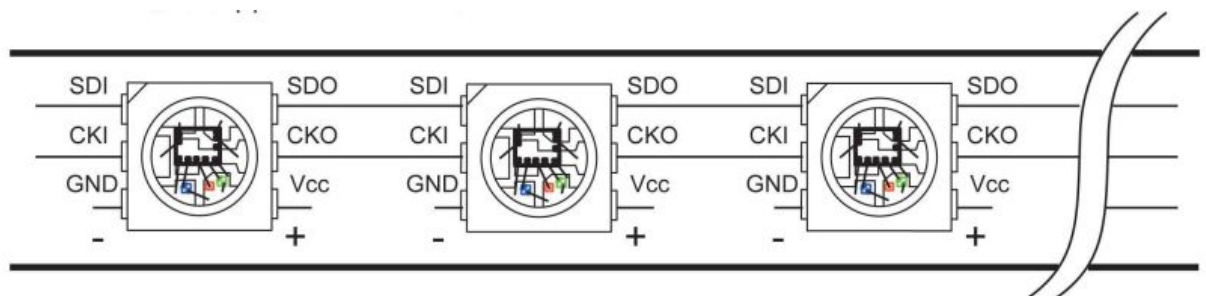 SDI SDO SDI SDO SDI SDO
CKI CKO CKI CKO CKI CKO
GND Vcc GND Vcc GND Vcc
- + - + - +